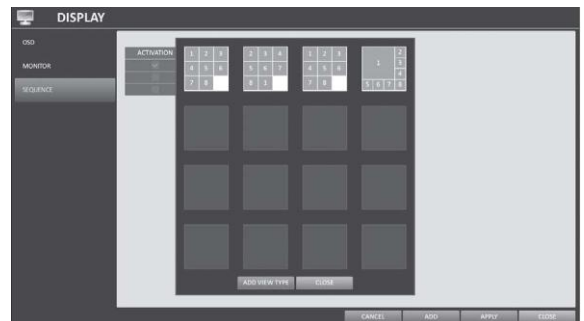 DISPLAY
OSD
MONITOR
SEQUENCE
ACTIVATION
1 2 3
4 5 6
7 8
2 3 4
5 6 7
8 1
1 2 3
4 5 6
7 8
1 2
3
4
5 6 7 8
ADD VIEW TYPE CLOSE
CANCEL ADD APPLY CLOSE